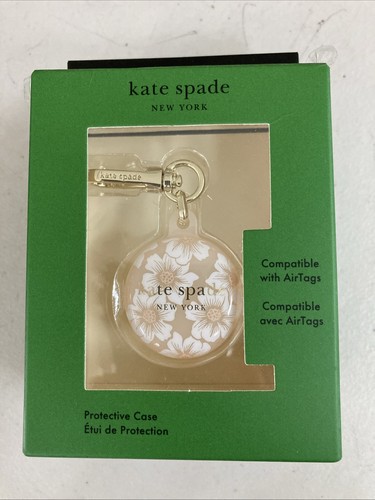 kate spade
NEW YORK
kate spade
te spad
NEW YORK
Compatible
with AirTags
Compatible
avec AirTags
Protective Case
Étui de Protection